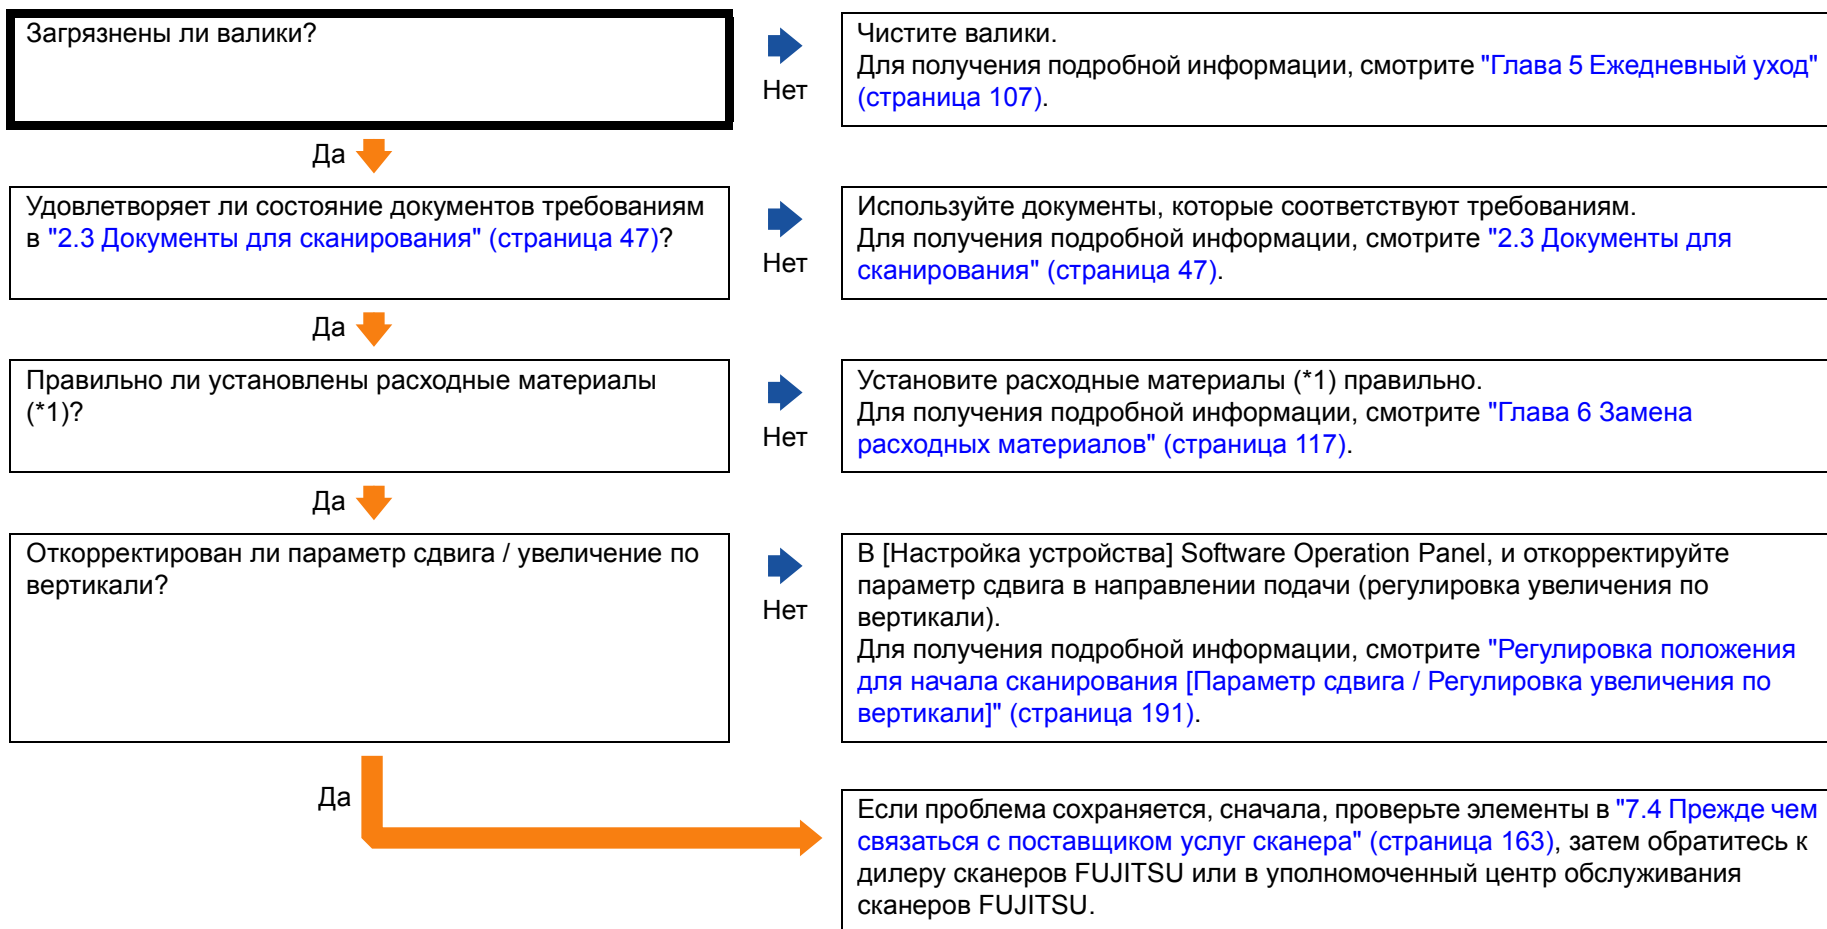 Загрязнены ли валики?
Нет
Чистите валики.
Для получения подробной информации, смотрите "Глава 5 Ежедневный уход"
(страница 107).
Да
Удовлетворяет ли состояние документов требованиям
в "2.3 Документы для сканирования" (страница 47)?
Нет
Используйте документы, которые соответствуют требованиям.
Для получения подробной информации, смотрите "2.3 Документы для
сканирования" (страница 47).
Да
Правильно ли установлены расходные материалы
(*1)?
Нет
Установите расходные материалы (*1) правильно.
Для получения подробной информации, смотрите "Глава 6 Замена
расходных материалов" (страница 117).
Да
Откорректирован ли параметр сдвига / увеличение по
вертикали?
Нет
В [Настройка устройства] Software Operation Panel, и откорректируйте
параметр сдвига в направлении подачи (регулировка увеличения по
вертикали).
Для получения подробной информации, смотрите "Регулировка положения
для начала сканирования [Параметр сдвига / Регулировка увеличения по
вертикали]" (страница 191).
Да
Если проблема сохраняется, сначала, проверьте элементы в "7.4 Прежде чем
связаться с поставщиком услуг сканера" (страница 163), затем обратитесь к
дилеру сканеров FUJITSU или в уполномоченный центр обслуживания
сканеров FUJITSU.